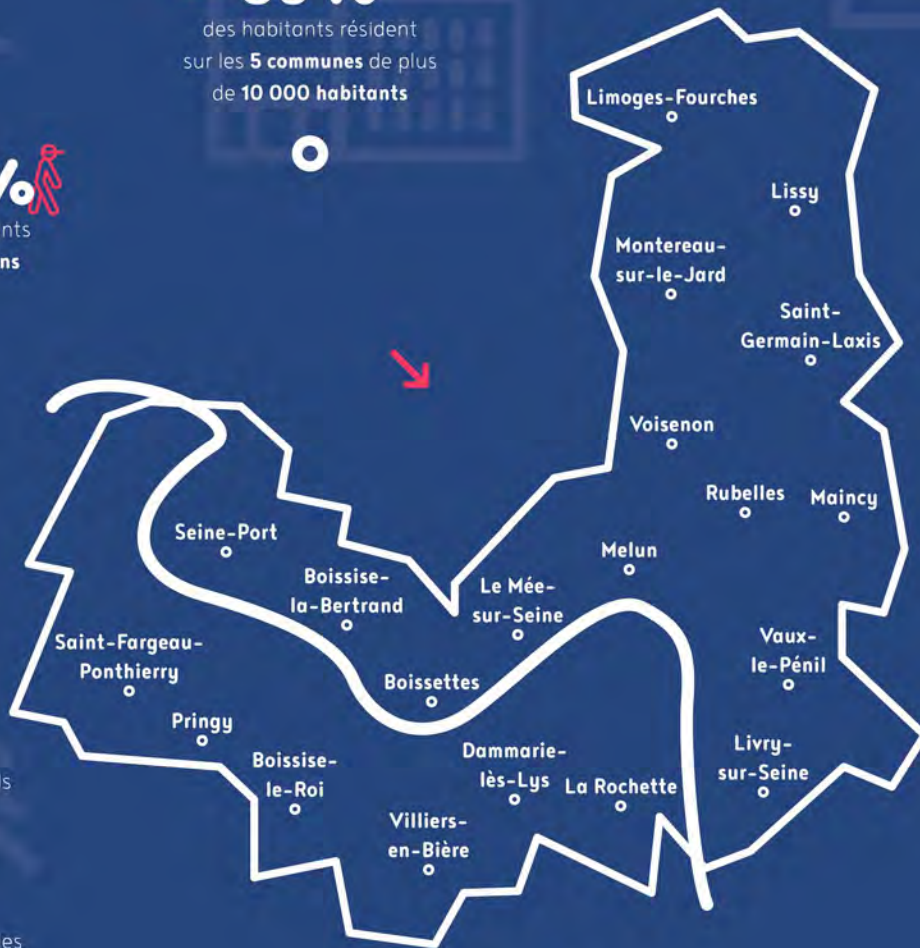 des habitants résident
sur les 5 communes de plus
de 10 000 habitants
%
Limoges-Fourches
Lissy
Montereau-
sur-le-Jard
Saint-
Germain-Laxis
Voisenon
Rubelles
Maincy
Seine-Port
Melun
Boissise-
la-Bertrand
Le Mée-
sur-Seine
Saint-Fargeau-
Ponthierry
Vaux-
le-Pénil
Boissettes
Pringy
Boissise-
le-Roi
Dammarie-
lès-Lys
La Rochette
Livry-
sur-Seine
Villiers-
en-Bière